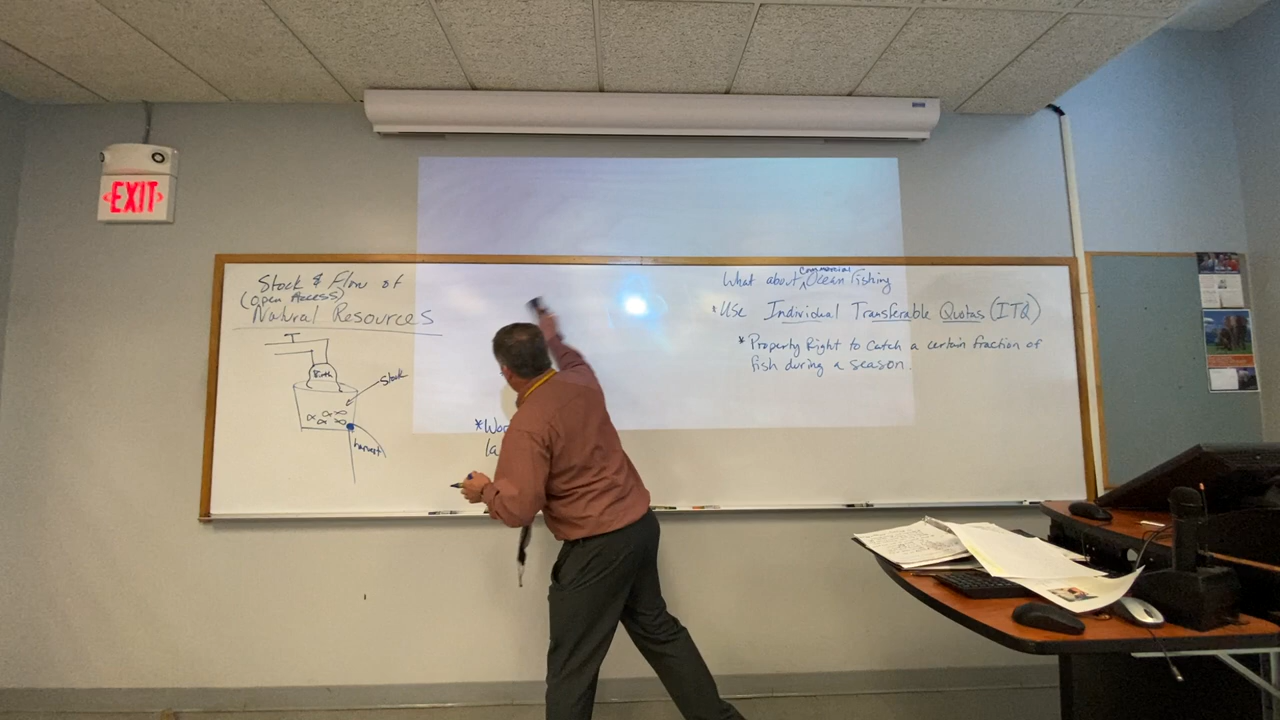 EXIT
Stock & Flow of
(Open Access)
Natural Resources
Birth
Stock
harvest
What about Commercial Ocean Fishing
*Use Individual Transferable Quotas (ITQ)
*Property Right to Catch a certain fraction of
fish during a season.